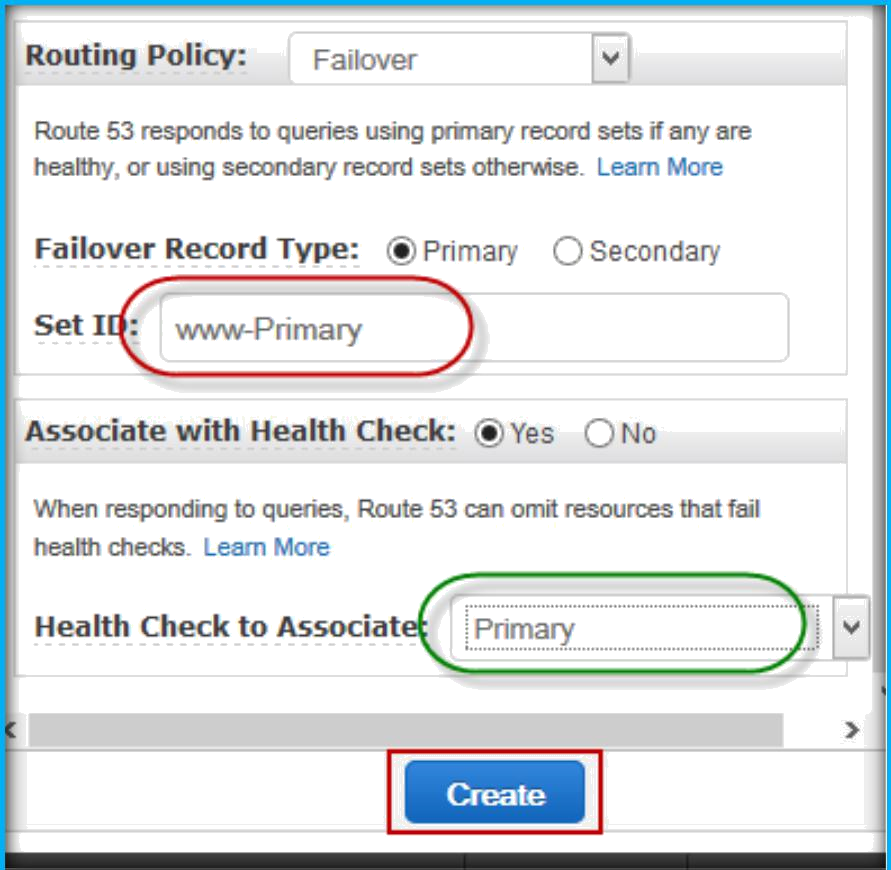 Routing Policy: Failover
Route 53 responds to queries using primary record sets if any are
healthy, or using secondary record sets otherwise. Learn More
Failover Record Type: Primary Secondary
Set ID: www-Primary
Associate with Health Check: Yes No
When responding to queries, Route 53 can omit resources that fail
health checks. Learn More
Health Check to Associate: Primary
Create